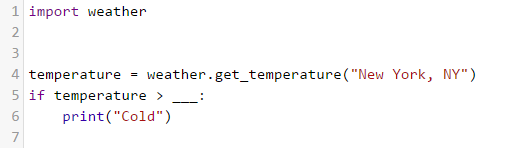 1 import weather
2
3
4 temperature = weather.get_temperature("New York, NY")
5 if temperature > ___:
6     print("Cold")
7